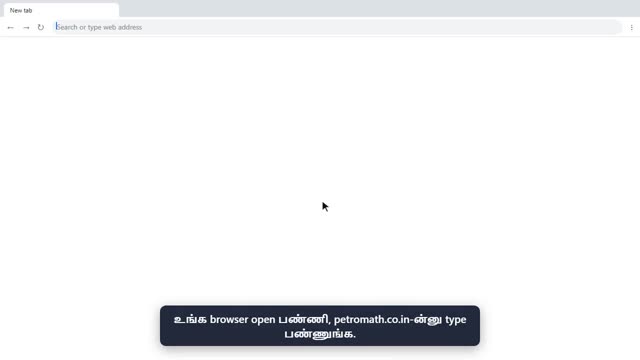 New tab
Search or type web address
உங்க browser open பண்ணி, petromath.co.in-ன்னு type
பண்ணுங்க.